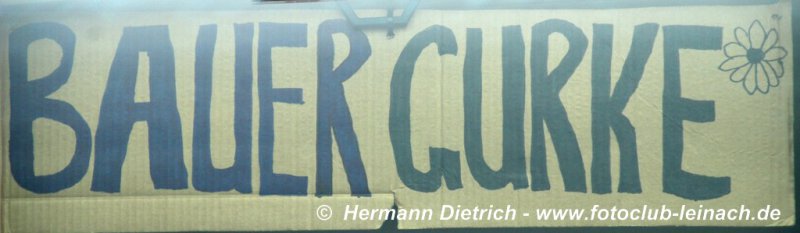 BAUER GURKE
© Hermann Dietrich - www.fotoclub-leinach.de